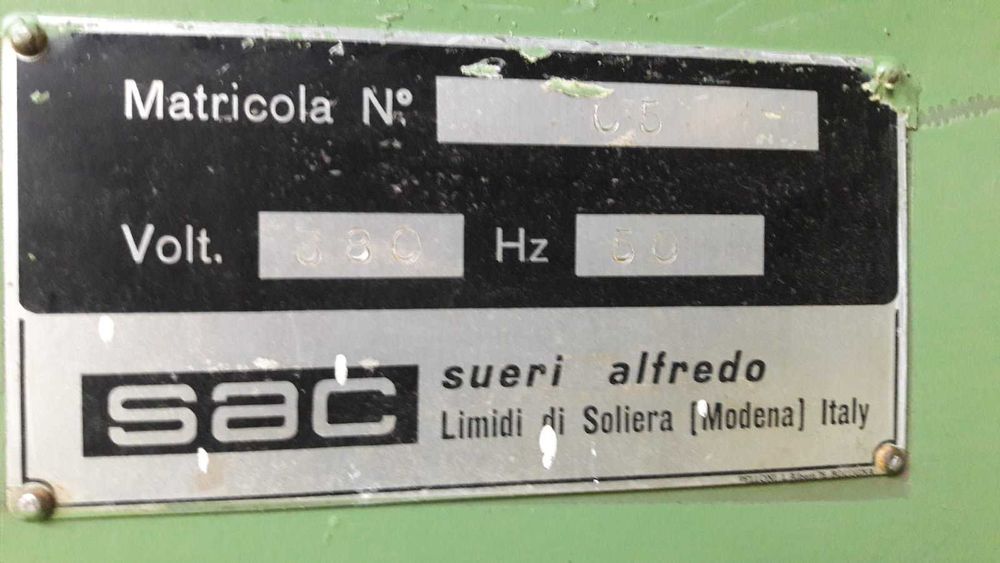 Matricola N°
Volt. 380 Hz 50
sac
sueri alfredo
Limidi di Soliera [Modena] Italy